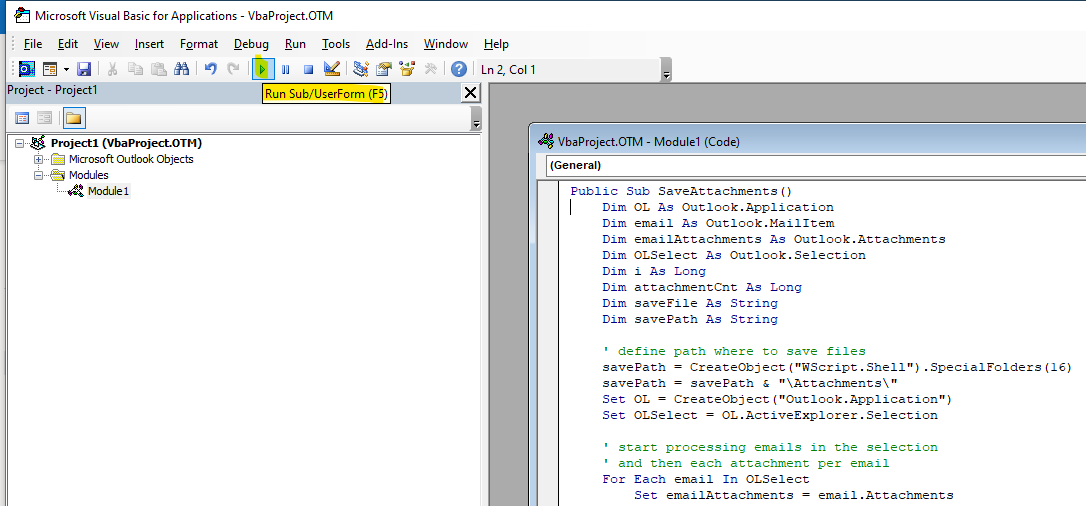 Microsoft Visual Basic for Applications - VbaProject.OTM
File Edit View Insert Format Debug Run Tools Add-Ins Window Help
Ln 2, Col 1
Run Sub/UserForm (F5)
Project - Project1
Project1 (VbaProject.OTM)
Microsoft Outlook Objects
Modules
Module1
VbaProject.OTM - Module1 (Code)
(General)
Public Sub SaveAttachments()
Dim OL As Outlook.Application
Dim email As Outlook.MailItem
Dim emailAttachments As Outlook.Attachments
Dim OLSelect As Outlook.Selection
Dim i As Long
Dim attachmentCnt As Long
Dim saveFile As String
Dim savePath As String
' define path where to save files
savePath = CreateObject("WScript.Shell").SpecialFolders(16)
savePath = savePath & "\Attachments\"
Set OL = CreateObject("Outlook.Application")
Set OLSelect = OL.ActiveExplorer.Selection
' start processing emails in the selection
' and then each attachment per email
For Each email In OLSelect
Set emailAttachments = email.Attachments